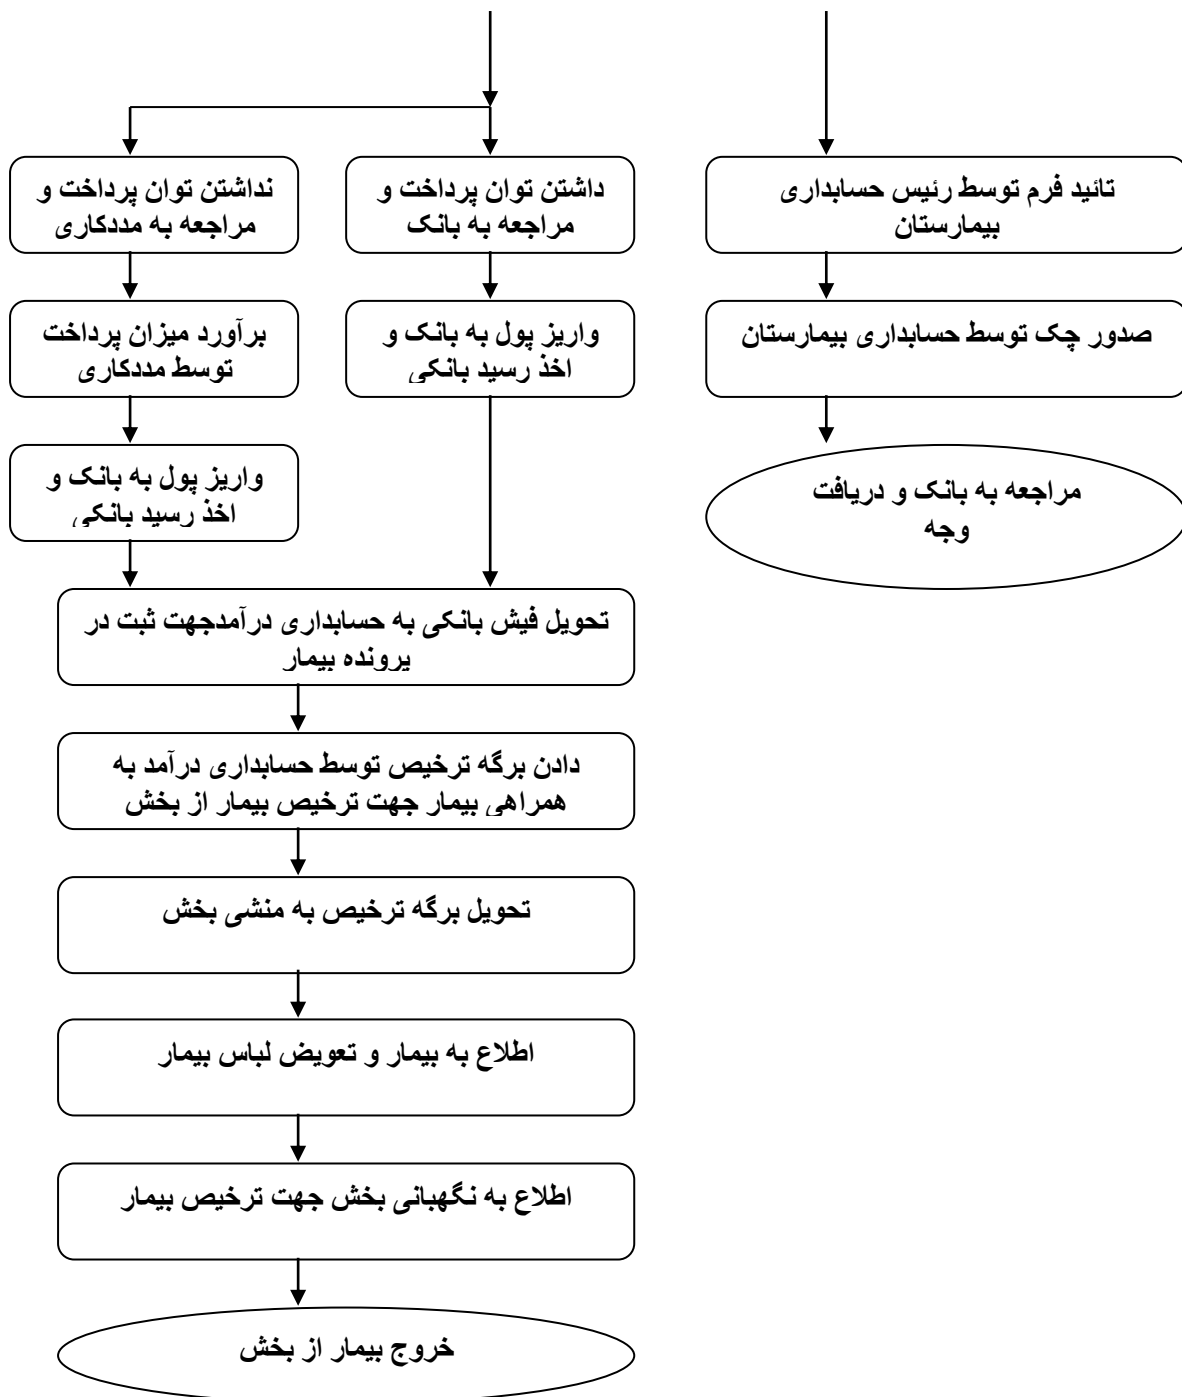 تائید فرم توسط رئیس حسابداری
بیمارستان
داشتن توان پرداخت و
مراجعه به بانک
نداشتن توان پرداخت و
مراجعه به مددکاری
صدور چک توسط حسابداری بیمارستان
واریز پول به بانک و
اخذ رسید بانکی
برآورد میزان پرداخت
توسط مددکاری
مراجعه به بانک و دریافت
وجه
واریز پول به بانک و
اخذ رسید بانکی
تحویل فیش بانکی به حسابداری درآمدجهت ثبت در
پرونده بیمار
دادن برگه ترخیص توسط حسابداری درآمد به
همراهی بیمار جهت ترخیص بیمار از بخش
تحویل برگه ترخیص به منشی بخش
اطلاع به بیمار و تعویض لباس بیمار
اطلاع به نگهبانی بخش جهت ترخیص بیمار
خروج بیمار از بخش